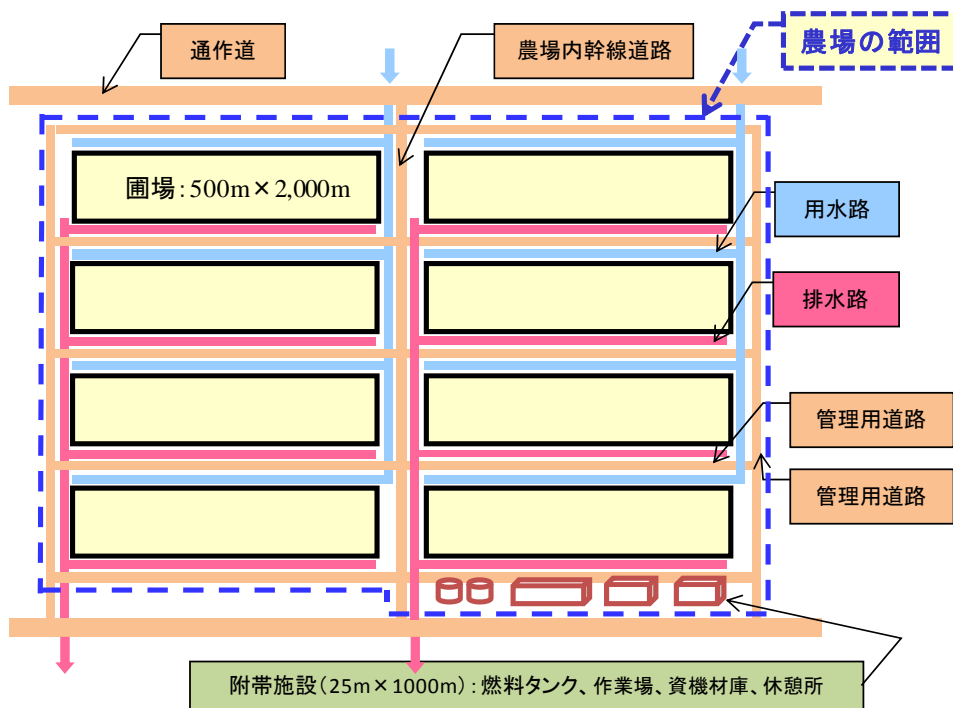 通作道
農場内幹線道路
農場の範囲
圃場：500m×2,000m
用水路
排水路
管理用道路
管理用道路
附帯施設（25m×1000m）：燃料タンク、作業場、資機材庫、休憩所